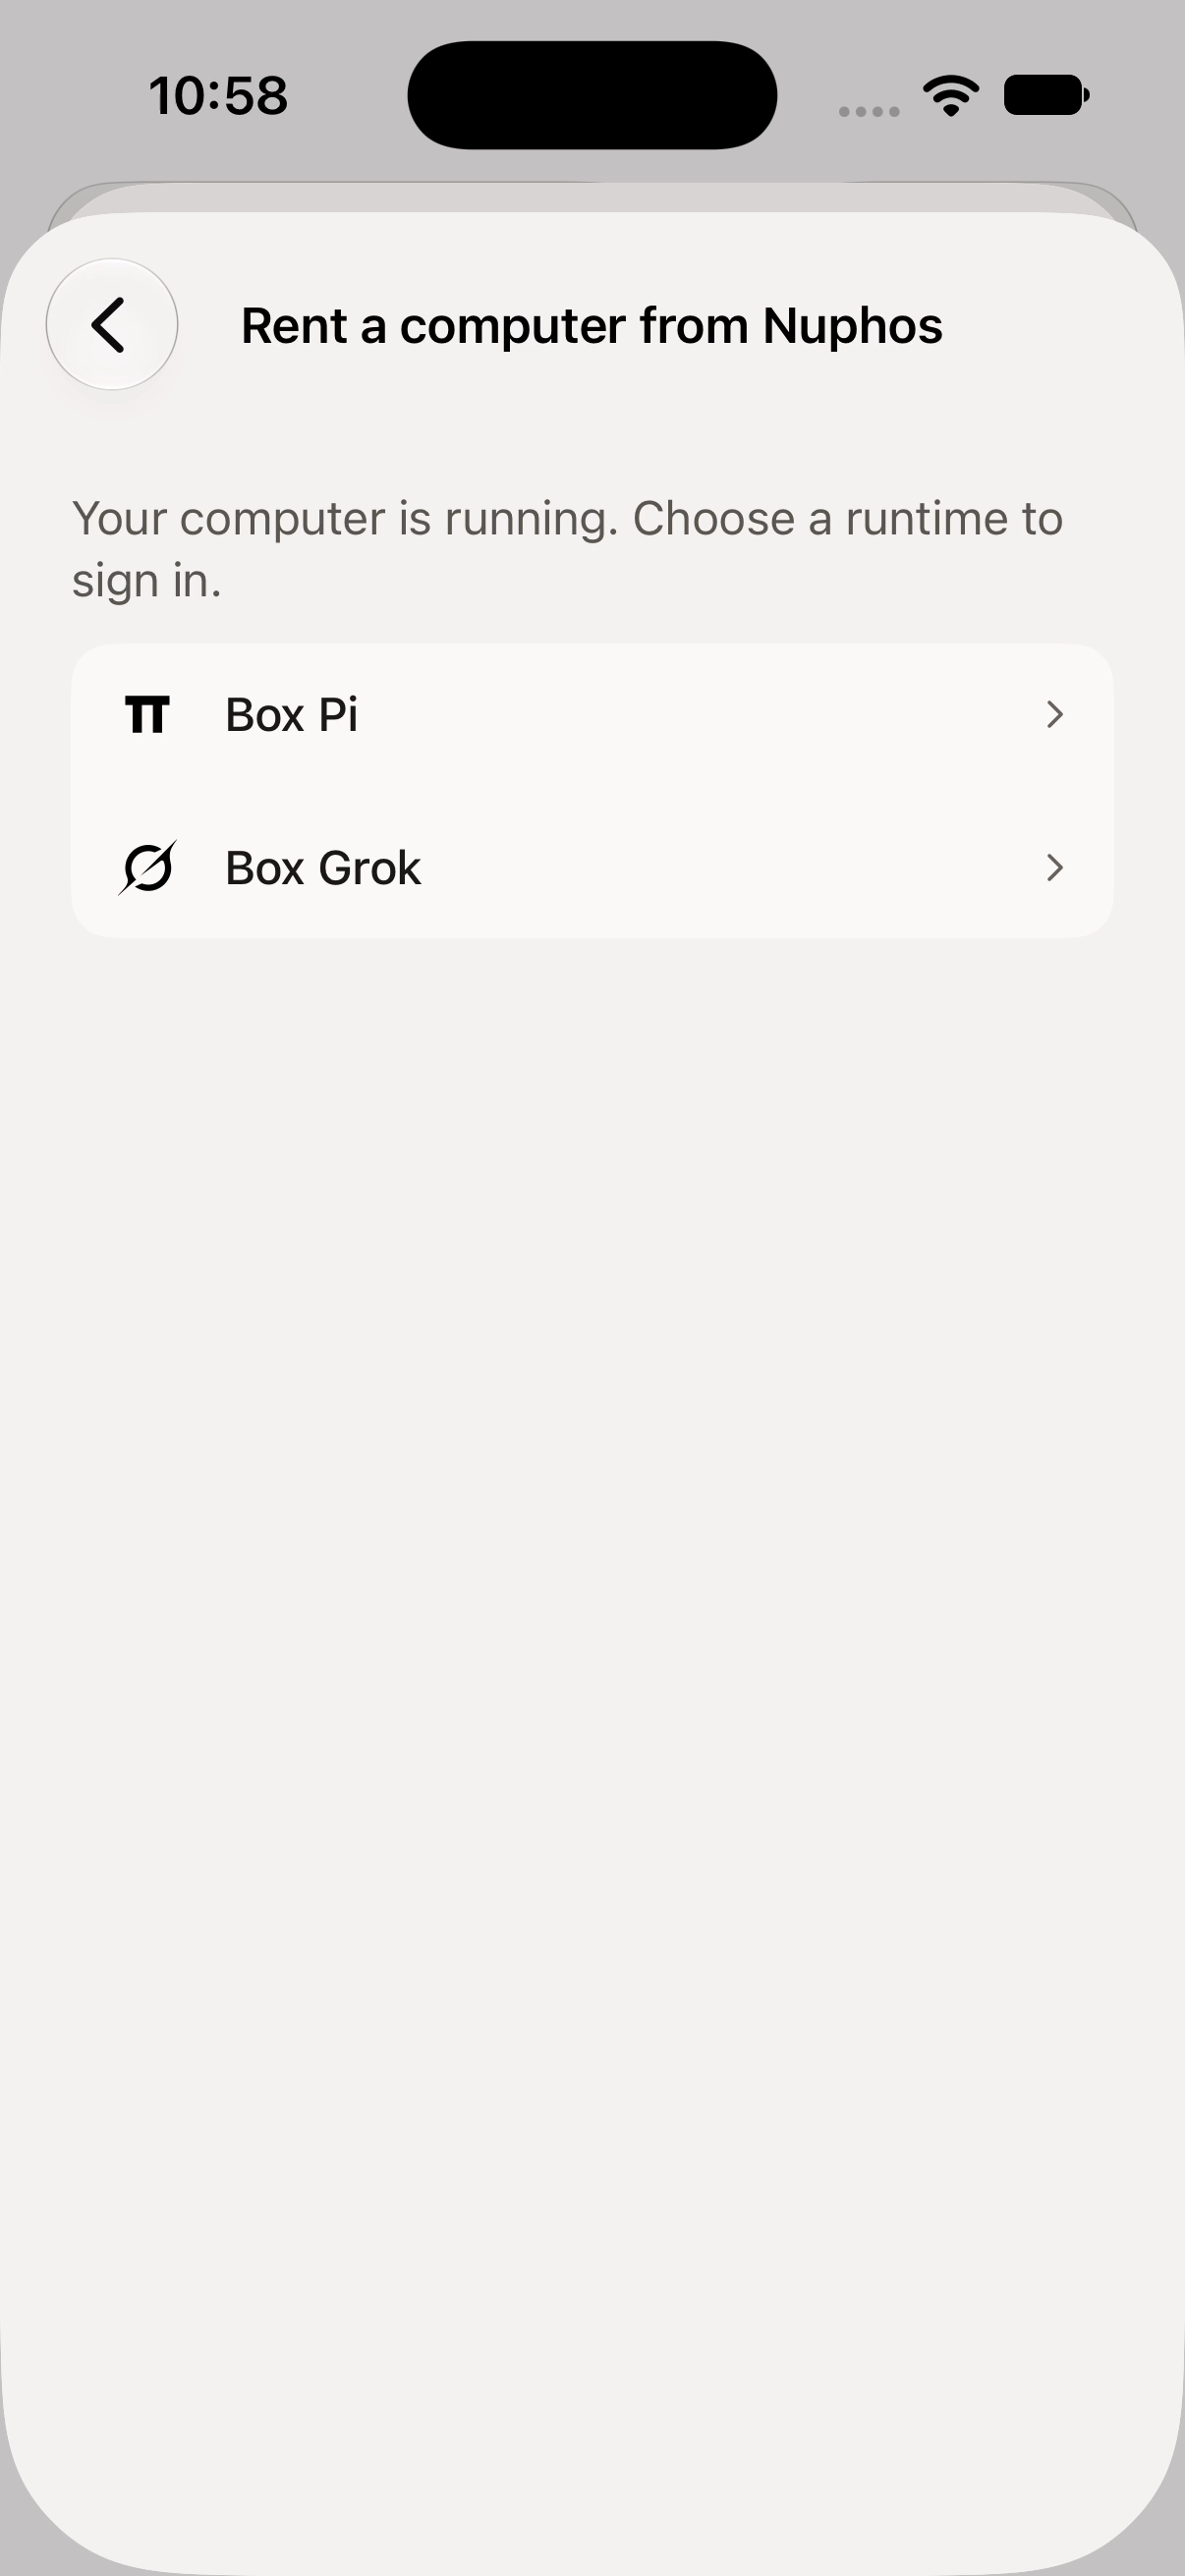 10:58
Rent a computer from Nuphos
Your computer is running. Choose a runtime to
sign in.
Box Pi
Box Grok